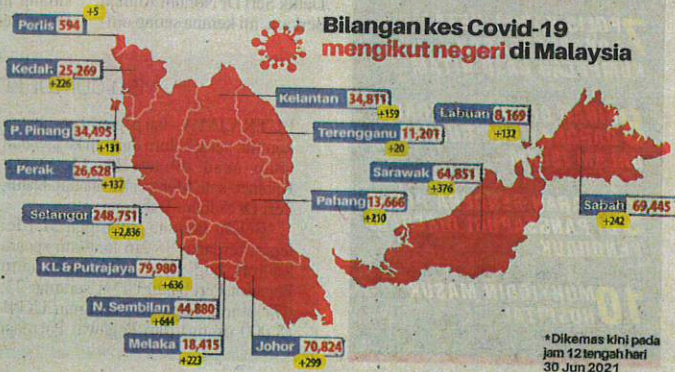 Bilangan kes Covid-19
mengikut negeri di Malaysia
Perlis 594
+5
Kedah 25,269
+226
P. Pinang 34,495
+131
Perak 26,628
+137
Selangor 248,751
+2,836
KL & Putrajaya 79,980
+636
N. Sembilan 44,880
+644
Melaka 18,415
+223
Johor 70,824
+299
Kelantan 34,811
+159
Terengganu 11,201
+20
Pahang 13,666
+210
Labuan 8,169
+132
Sarawak 64,851
+376
Sabah 69,445
+242
*Dikemas kini pada
jam 12 tengah hari
30 Jun 2021